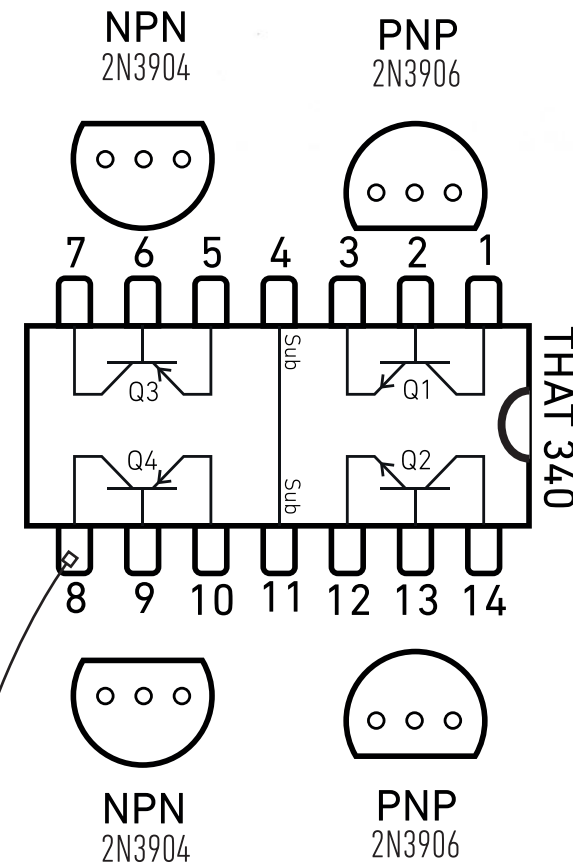 NPN
2N3904
PNP
2N3906
7 6 5 4 3 2 1
Sub
Q3
Q1
THAT 340
Q4
Q2
Sub
8 9 10 11 12 13 14
NPN
2N3904
PNP
2N3906